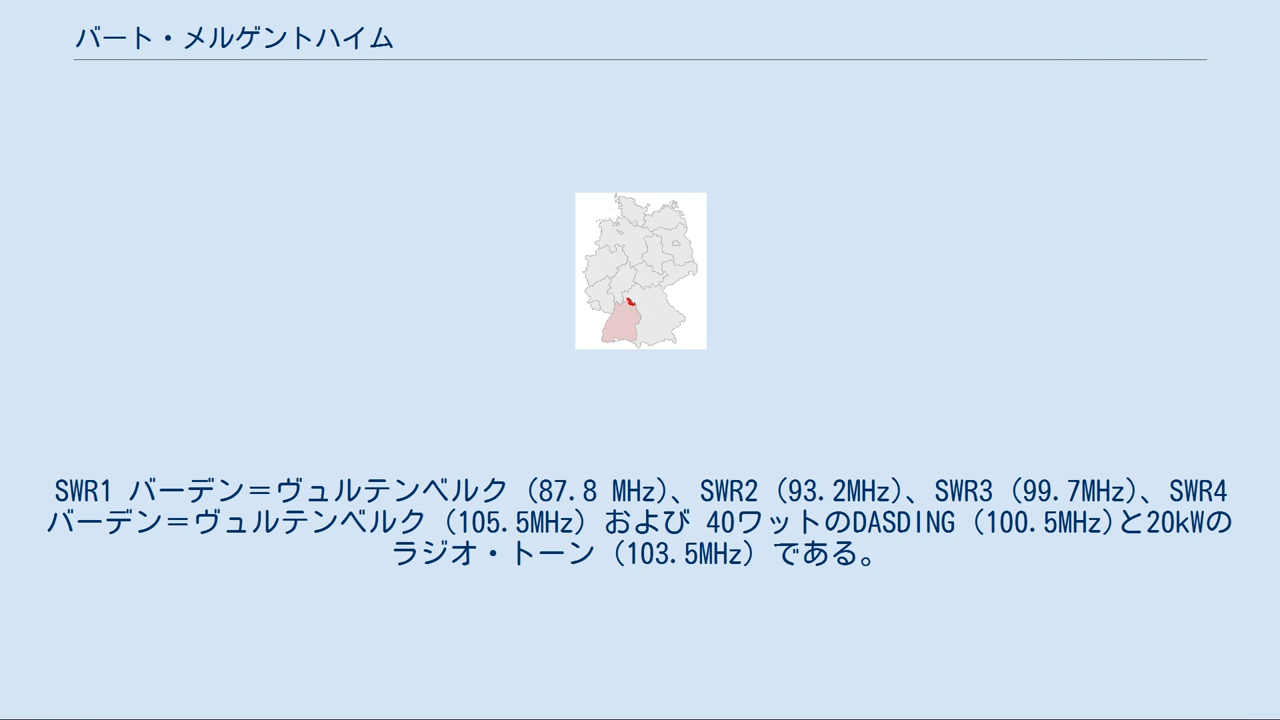 バート・メルゲントハイム
SWR1 バーデン＝ヴュルテンベルク (87.8 MHz)、SWR2 (93.2MHz)、SWR3 (99.7MHz)、SWR4
バーデン＝ヴュルテンベルク (105.5MHz) および 40ワットのDASDING (100.5MHz)と20kWの
ラジオ・トーン (103.5MHz) である。